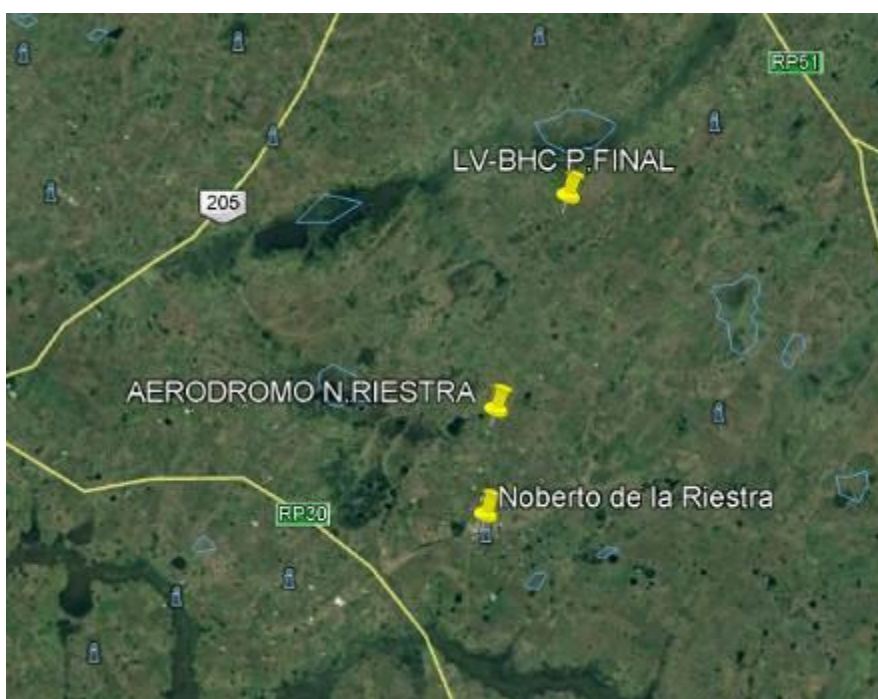 RP51
LV-BHC P.FINAL
205
AERODROMO N.RIESTRA
Noberto de la Riestra
RP30